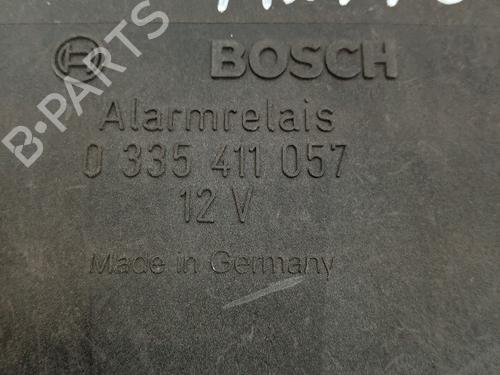 BOSCH
Alarmrelais
0 335 411 057
12 V
Made in Germany
B-PARTS